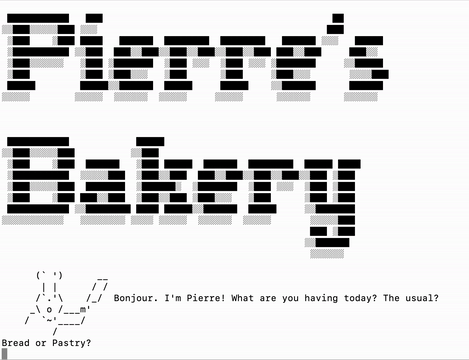 Pierre's
Bakery
Bonjour. I'm Pierre! What are you having today? The usual?
Bread or Pastry?